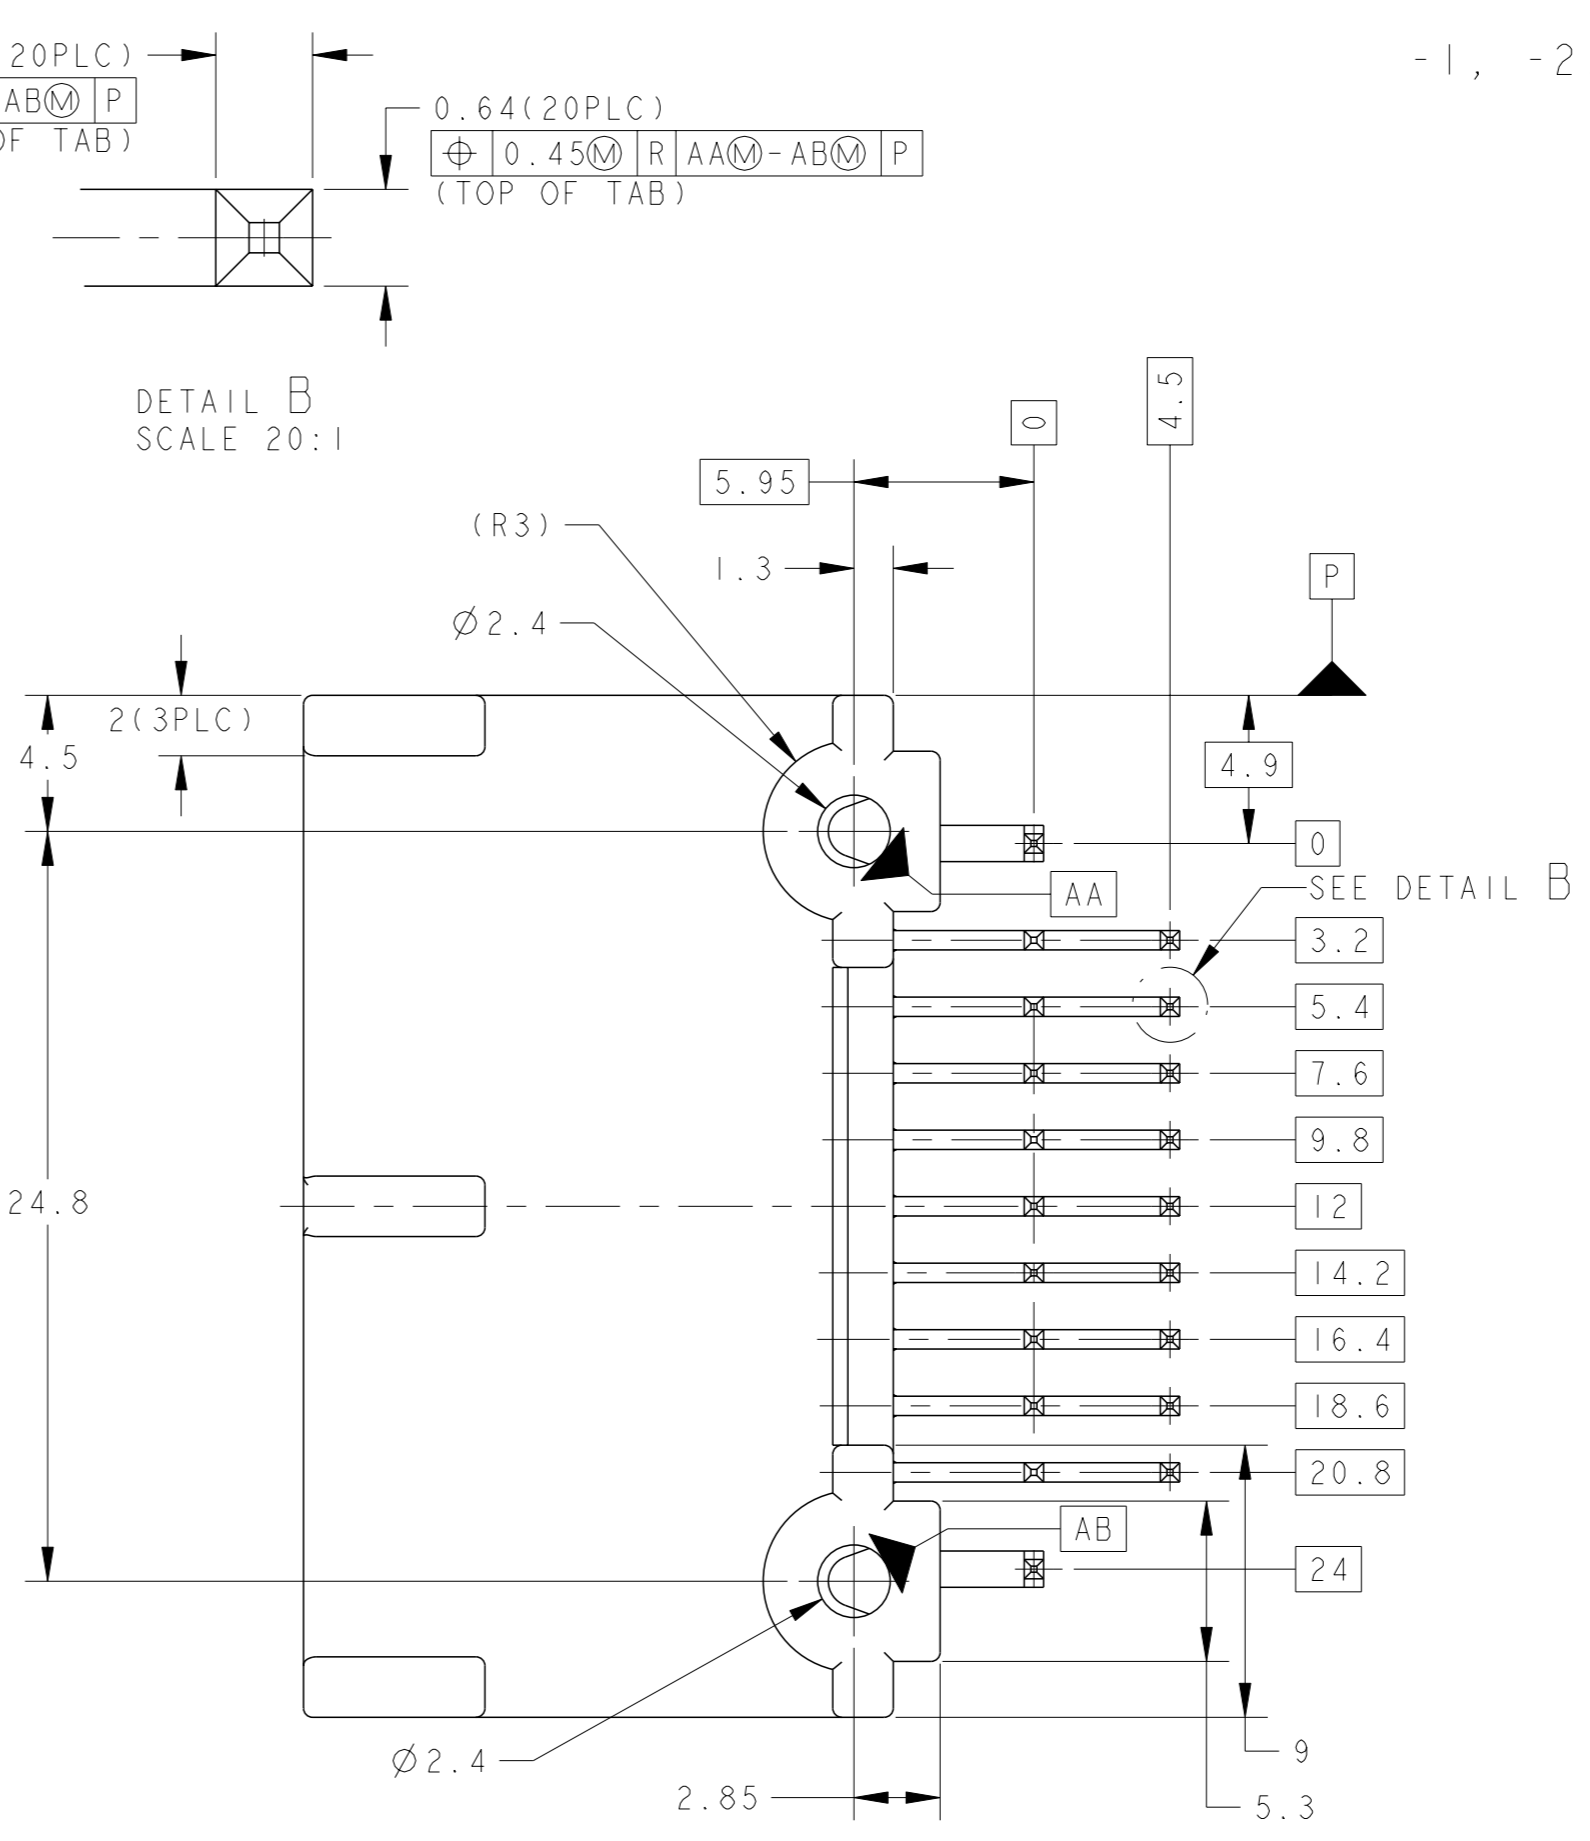 20PLC)
ABⓂ P
OF TAB)
0.64(20PLC)
⌖ 0.45Ⓜ R AAⓂ-ABⓂ P
(TOP OF TAB)
-1, -2
DETAIL B
SCALE 20:1
0
4.5
5.95
(R3)
1.3
P
Ø2.4
2(3PLC)
4.5
4.9
0
AA
SEE DETAIL B
3.2
5.4
7.6
9.8
24.8
12
14.2
16.4
18.6
20.8
AB
24
Ø2.4
9
2.85
5.3